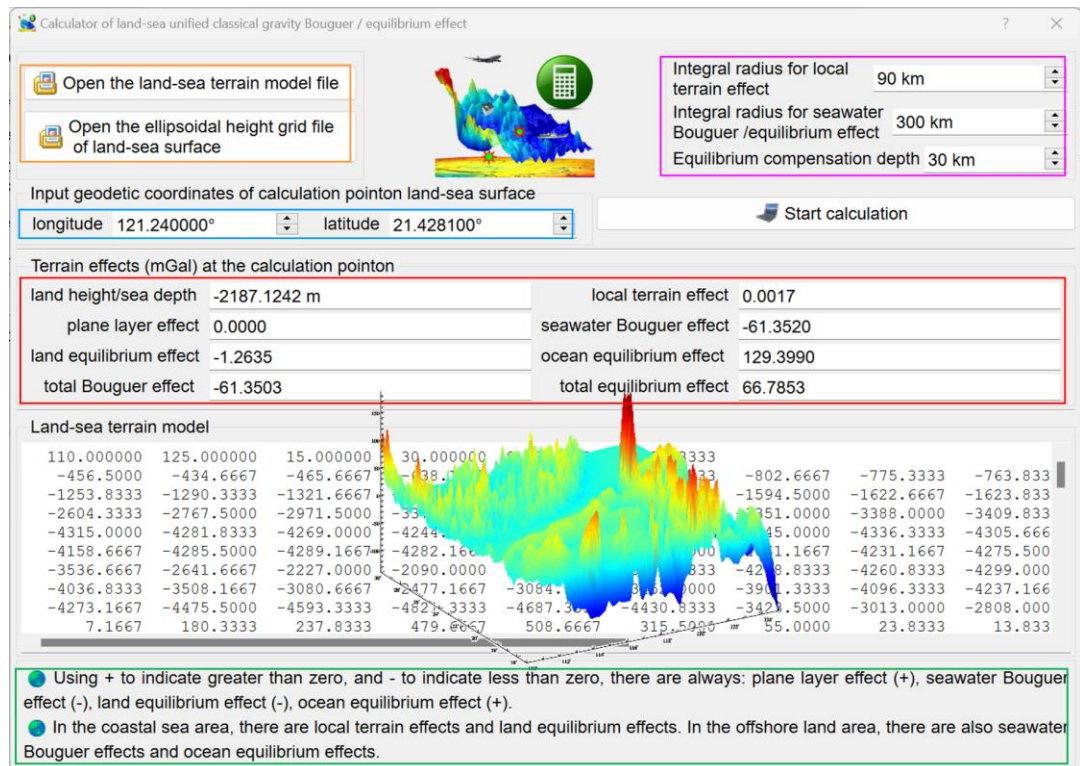 Calculator of land-sea unified classical gravity Bouguer / equilibrium effect
Open the land-sea terrain model file
Open the ellipsoidal height grid file
of land-sea surface
Integral radius for local
terrain effect 90 km
Integral radius for seawater
Bouguer /equilibrium effect 300 km
Equilibrium compensation depth 30 km
Input geodetic coordinates of calculation pointon land-sea surface
longitude 121.240000° latitude 21.428100°
Start calculation
Terrain effects (mGal) at the calculation pointon
land height/sea depth -2187.1242 m local terrain effect 0.0017
plane layer effect 0.0000 seawater Bouguer effect -61.3520
land equilibrium effect -1.2635 ocean equilibrium effect 129.3990
total Bouguer effect -61.3503 total equilibrium effect 66.7853
Land-sea terrain model
110.000000 125.000000 15.000000 30.000000
-456.5000 -434.6667 -465.6667 -802.6667 -775.3333 -763.833
-1253.8333 -1290.3333 -1321.6667 -1594.5000 -1622.6667 -1623.833
-2604.3333 -2767.5000 -2971.5000 -3388.0000 -3409.833
-4315.0000 -4281.8333 -4269.0000 -4336.3333 -4305.666
-4158.6667 -4285.5000 -4289.1667 -4231.1667 -4275.500
-3536.6667 -2641.6667 -2227.0000 -2090.0000 -4260.8333 -4299.000
-4036.8333 -3508.1667 -3080.6667 -4096.3333 -4237.166
-4273.1667 -4475.5000 -4593.3333 -4430.8333 -3013.0000 -2808.000
7.1667 180.3333 237.8333 479.6667 508.6667 315.5000 55.0000 23.8333 13.833
Using + to indicate greater than zero, and - to indicate less than zero, there are always: plane layer effect (+), seawater Bouguer
effect (-), land equilibrium effect (-), ocean equilibrium effect (+).
In the coastal sea area, there are local terrain effects and land equilibrium effects. In the offshore land area, there are also seawater
Bouguer effects and ocean equilibrium effects.